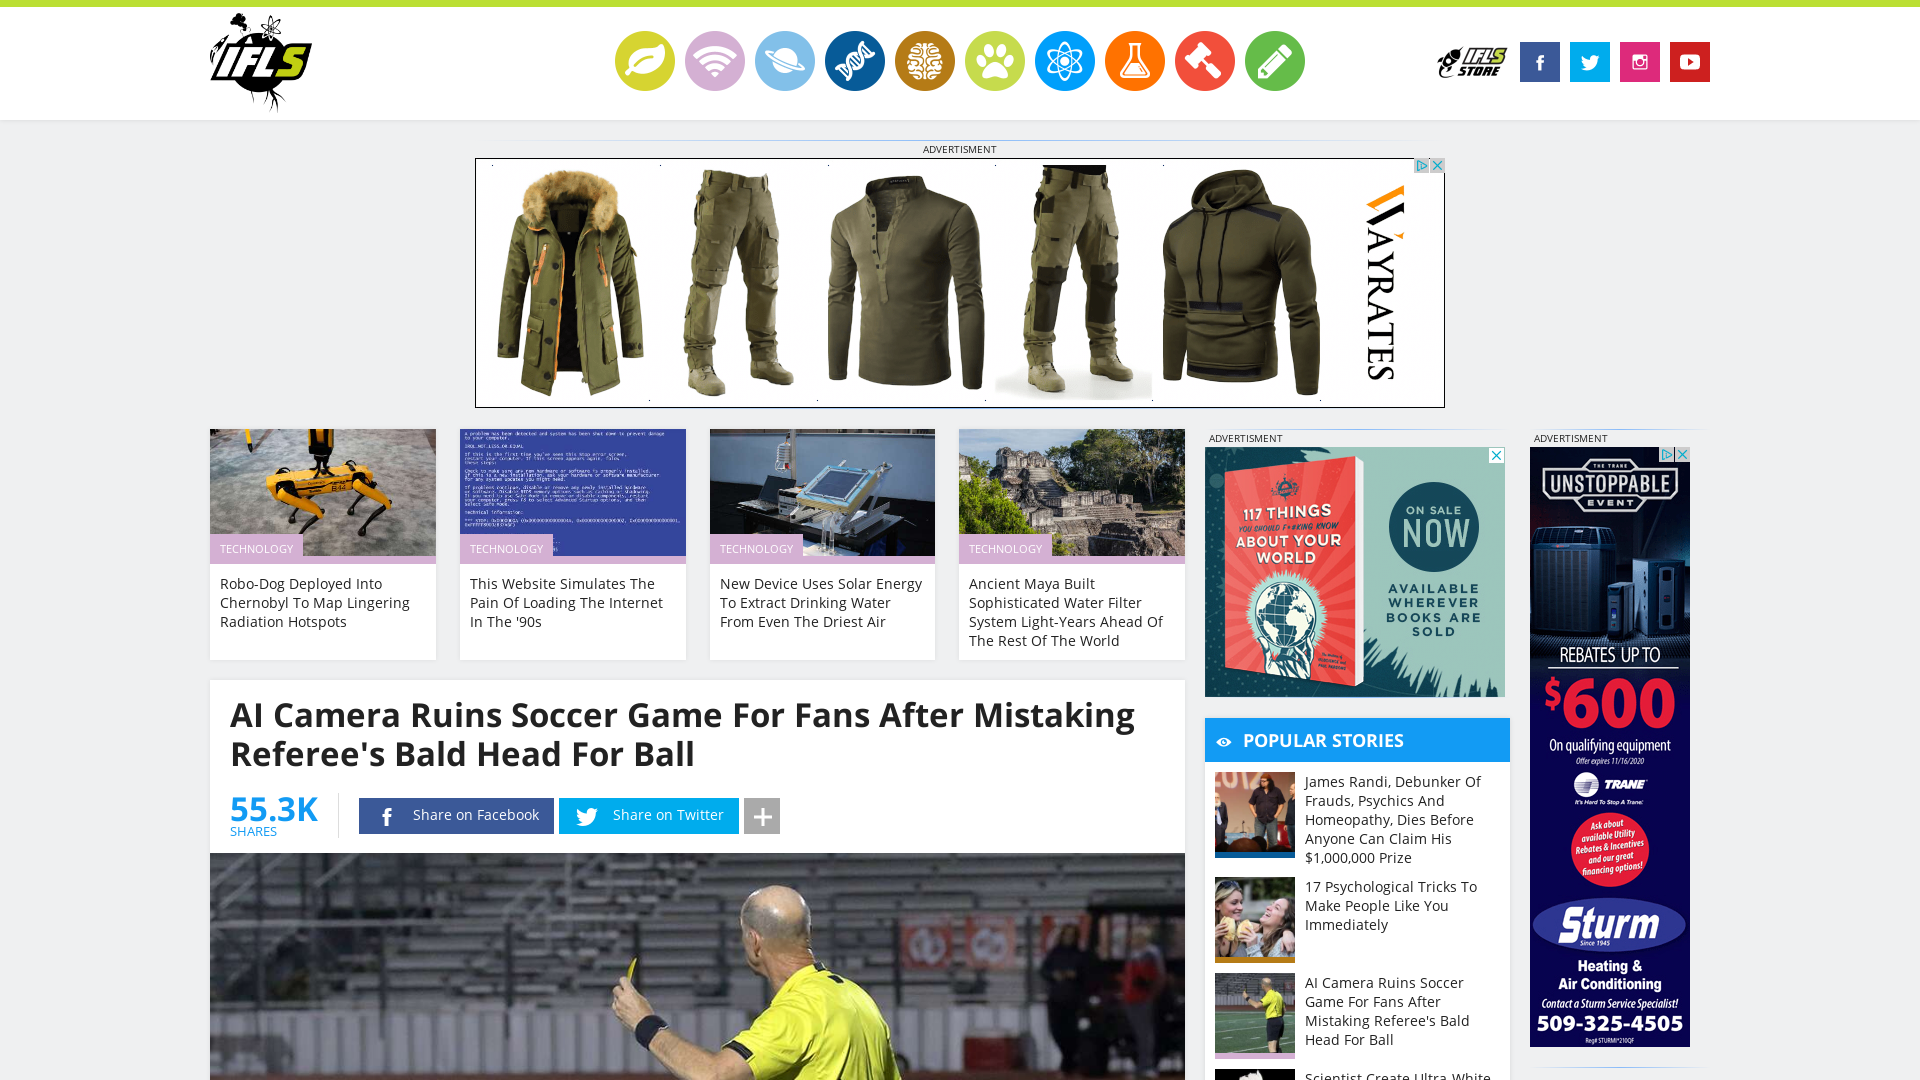 IFLS
IFLS
STORE
ADVERTISMENT
WAYRATES
TECHNOLOGY
Robo-Dog Deployed Into
Chernobyl To Map Lingering
Radiation Hotspots
TECHNOLOGY
This Website Simulates The
Pain Of Loading The Internet
In The '90s
TECHNOLOGY
New Device Uses Solar Energy
To Extract Drinking Water
From Even The Driest Air
TECHNOLOGY
Ancient Maya Built
Sophisticated Water Filter
System Light-Years Ahead Of
The Rest Of The World
AI Camera Ruins Soccer Game For Fans After Mistaking
Referee's Bald Head For Ball
55.3K
SHARES
Share on Facebook
Share on Twitter
ADVERTISMENT
117 THINGS
YOU SHOULD F*#KING KNOW
ABOUT YOUR
WORLD
ON SALE
NOW
AVAILABLE
WHEREVER
BOOKS ARE
SOLD
POPULAR STORIES
James Randi, Debunker Of
Frauds, Psychics And
Homeopathy, Dies Before
Anyone Can Claim His
$1,000,000 Prize
17 Psychological Tricks To
Make People Like You
Immediately
AI Camera Ruins Soccer
Game For Fans After
Mistaking Referee's Bald
Head For Ball
Scientist Create Ultra-White
ADVERTISMENT
THE TRANE
UNSTOPPABLE
EVENT
REBATES UP TO
$600
On qualifying equipment
Offer expires 11/16/2020
TRANE
It's Hard To Stop A Trane.
Ask about
available Utility
Rebates & Incentives
and our great
financing options!
Sturm
Since 1945
Heating &
Air Conditioning
Contact a Sturm Service Specialist!
509-325-4505
Reg# STURMI*210QF